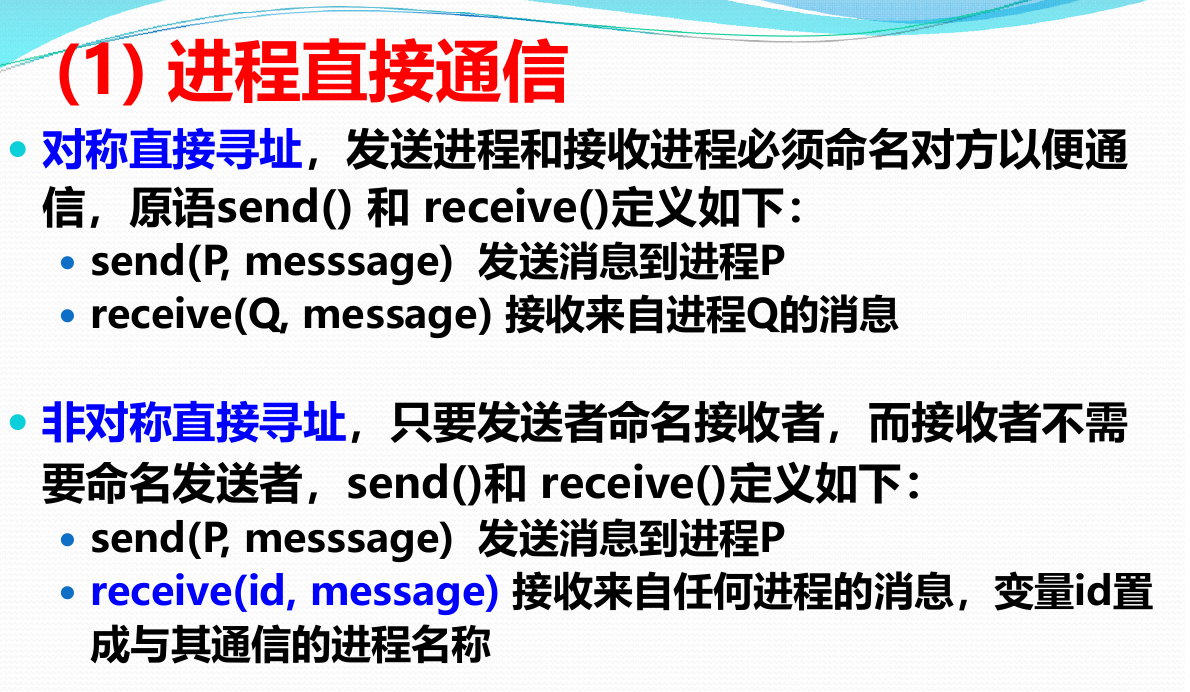 (1) 进程直接通信
• 对称直接寻址，发送进程和接收进程必须命名对方以便通
信，原语send() 和 receive()定义如下：
• send(P, messsage) 发送消息到进程P
• receive(Q, message) 接收来自进程Q的消息
• 非对称直接寻址，只要发送者命名接收者，而接收者不需
要命名发送者，send()和 receive()定义如下：
• send(P, messsage) 发送消息到进程P
• receive(id, message) 接收来自任何进程的消息，变量id置
成与其通信的进程名称